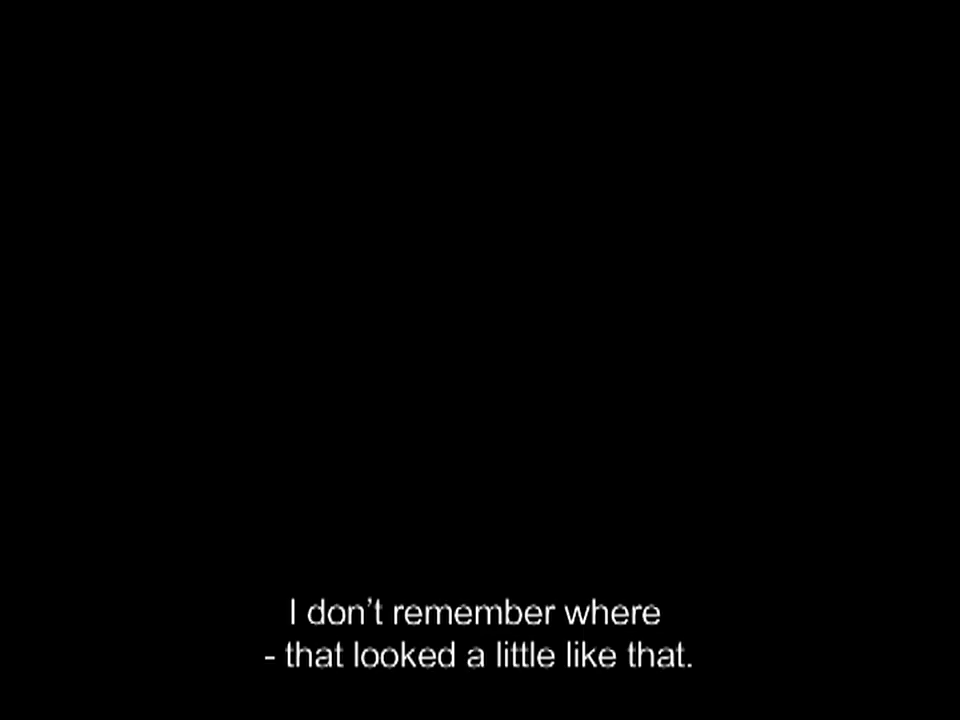 I don’t remember where
- that looked a little like that.